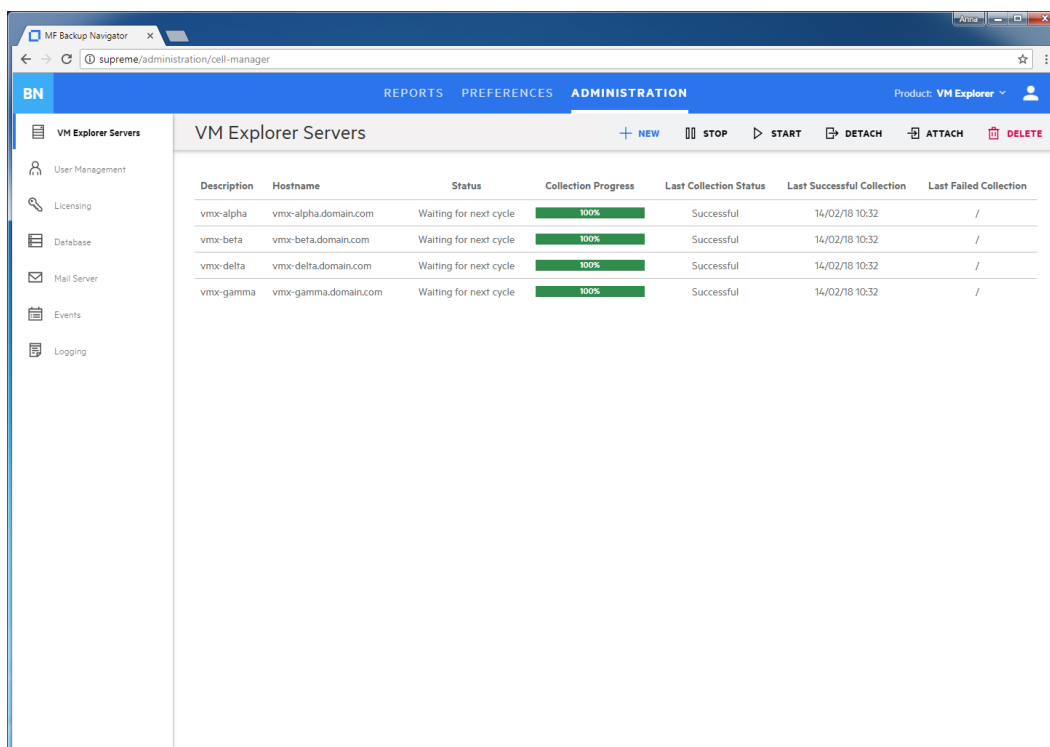 Anna
MF Backup Navigator
supreme/administration/cell-manager
BN REPORTS PREFERENCES ADMINISTRATION Product: VM Explorer
VM Explorer Servers
User Management
Licensing
Database
Mail Server
Events
Logging
VM Explorer Servers NEW STOP START DETACH ATTACH DELETE
Description Hostname Status Collection Progress Last Collection Status Last Successful Collection Last Failed Collection
vmx-alpha vmx-alpha.domain.com Waiting for next cycle 100% Successful 14/02/18 10:32 /
vmx-beta vmx-beta.domain.com Waiting for next cycle 100% Successful 14/02/18 10:32 /
vmx-delta vmx-delta.domain.com Waiting for next cycle 100% Successful 14/02/18 10:32 /
vmx-gamma vmx-gamma.domain.com Waiting for next cycle 100% Successful 14/02/18 10:32 /